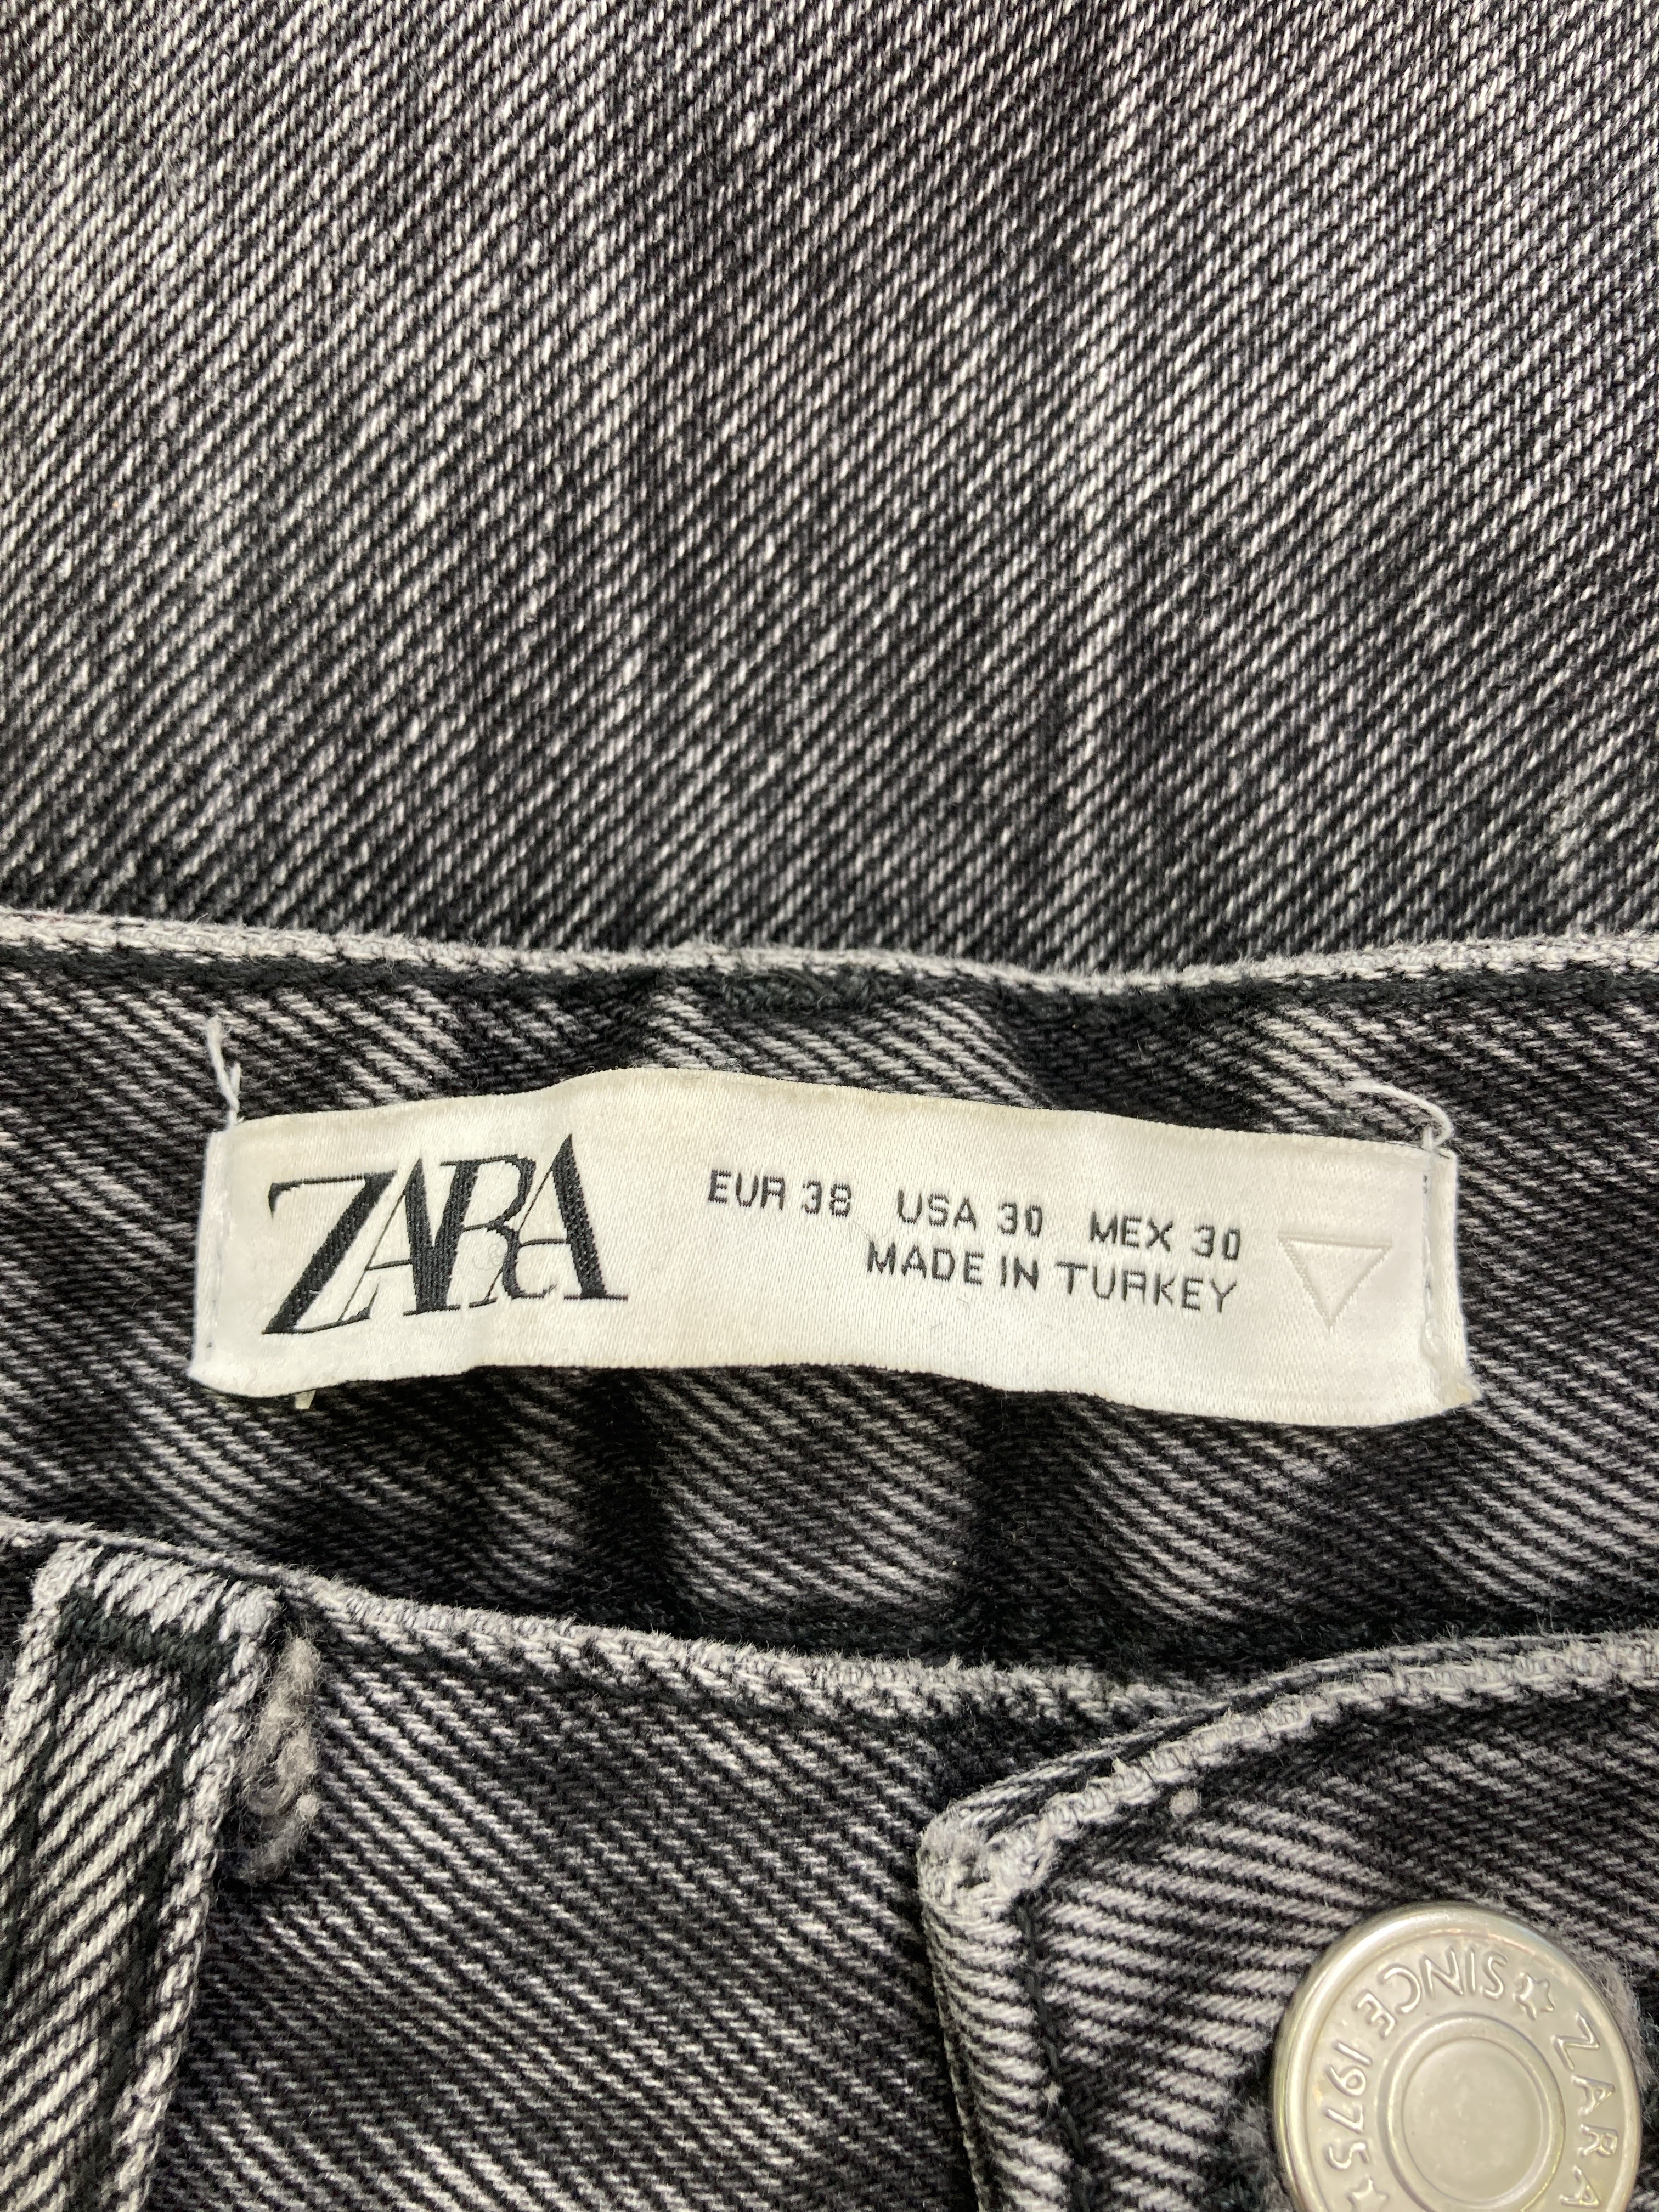 ZARA
EUR 38 USA 30 MEX 30
MADE IN TURKEY
ZARA ☆ SINCE 1975 ☆